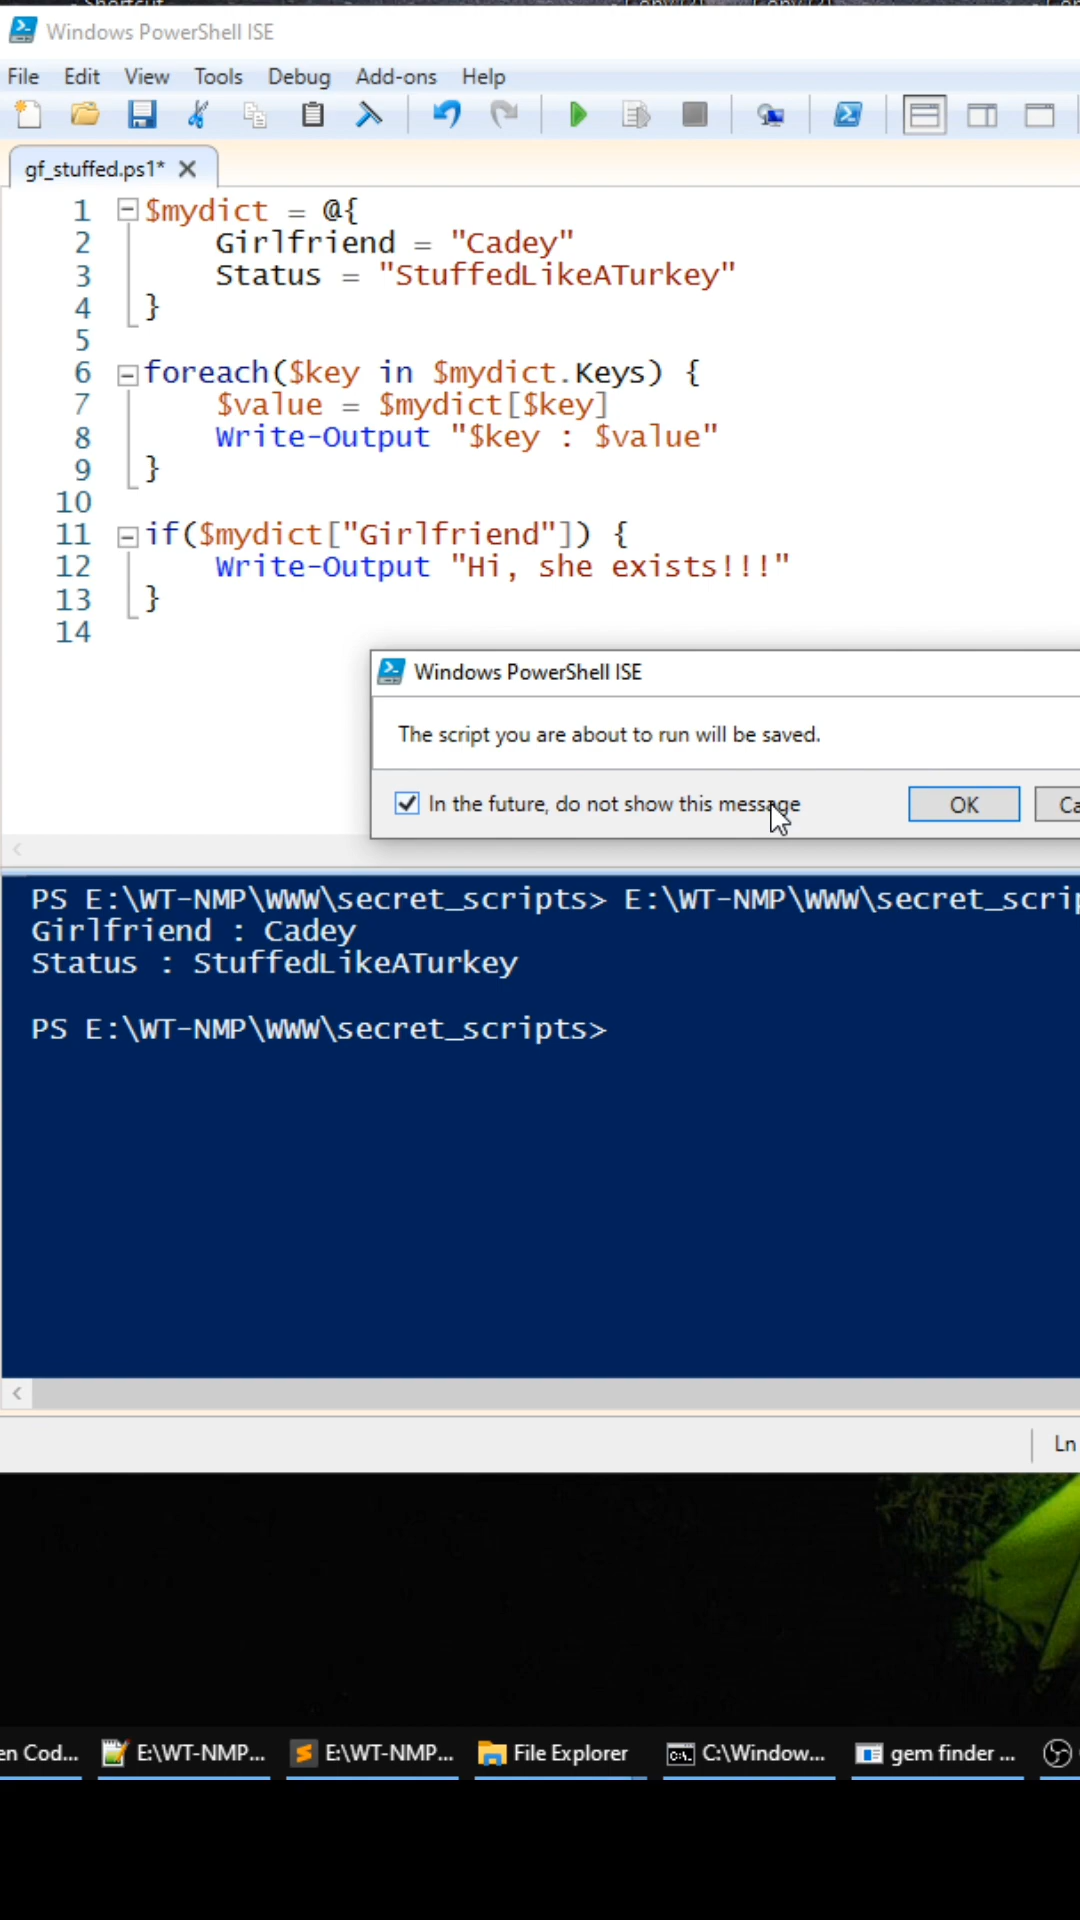 Shortcut
Windows PowerShell ISE
File Edit View Tools Debug Add-ons Help
gf_stuffed.ps1*
1 $mydict = @{
2 Girlfriend = "Cadey"
3 Status = "StuffedLikeATurkey"
4 }
5
6 foreach($key in $mydict.Keys) {
7 $value = $mydict[$key]
8 Write-Output "$key : $value"
9 }
10
11 if($mydict["Girlfriend"]) {
12 Write-Output "Hi, she exists!!!"
13 }
14
Windows PowerShell ISE
The script you are about to run will be saved.
In the future, do not show this message OK Ca
PS E:\WT-NMP\WWW\secret_scripts> E:\WT-NMP\WWW\secret_scrip
Girlfriend : Cadey
Status : StuffedLikeATurkey
PS E:\WT-NMP\WWW\secret_scripts>
Ln
en Cod... E:\WT-NMP... E:\WT-NMP... File Explorer C:\Window... gem finder ...